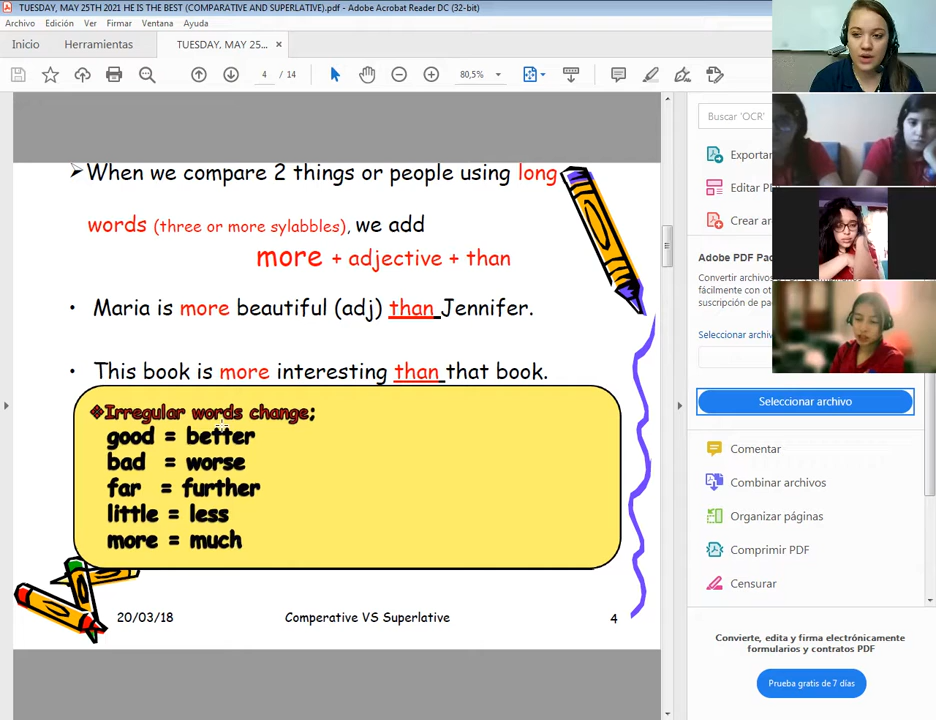 TUESDAY, MAY 25TH 2021 HE IS THE BEST (COMPARATIVE AND SUPERLATIVE).pdf - Adobe Acrobat Reader DC (32-bit)
Archivo Edición Ver Firmar Ventana Ayuda
Inicio Herramientas TUESDAY, MAY 25... ×
4 / 14 80,5%
When we compare 2 things or people using long
words (three or more sylabbles), we add
more + adjective + than
• Maria is more beautiful (adj) than Jennifer.
• This book is more interesting than that book.
Irregular words change;
good = better
bad = worse
far = further
little = less
more = much
20/03/18 Comperative VS Superlative 4
Buscar 'OCR'
Exportar
Editar PD
Crear ar
Adobe PDF Pac
Convertir archivos
fácilmente con ot
suscripción de pa
Seleccionar archiv
Seleccionar archivo
Comentar
Combinar archivos
Organizar páginas
Comprimir PDF
Censurar
Convierte, edita y firma electrónicamente
formularios y contratos PDF
Prueba gratis de 7 días